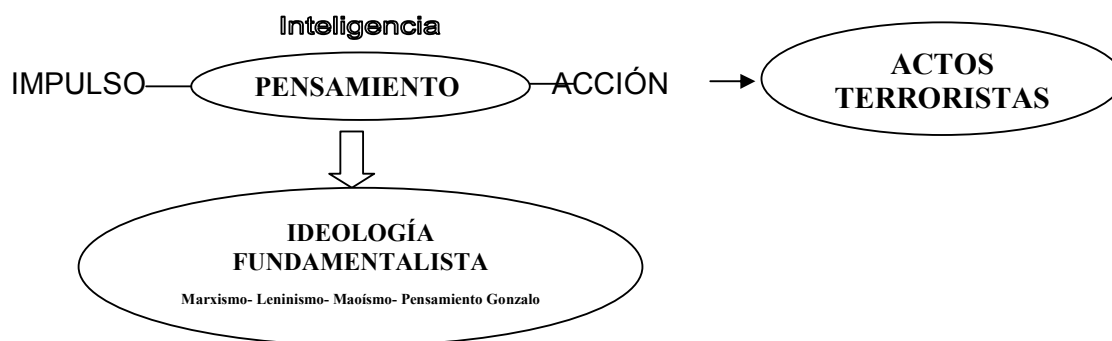 Inteligencia
IMPULSO PENSAMIENTO ACCIÓN
ACTOS
TERRORISTAS
IDEOLOGÍA
FUNDAMENTALISTA
Marxismo- Leninismo- Maoísmo- Pensamiento Gonzalo